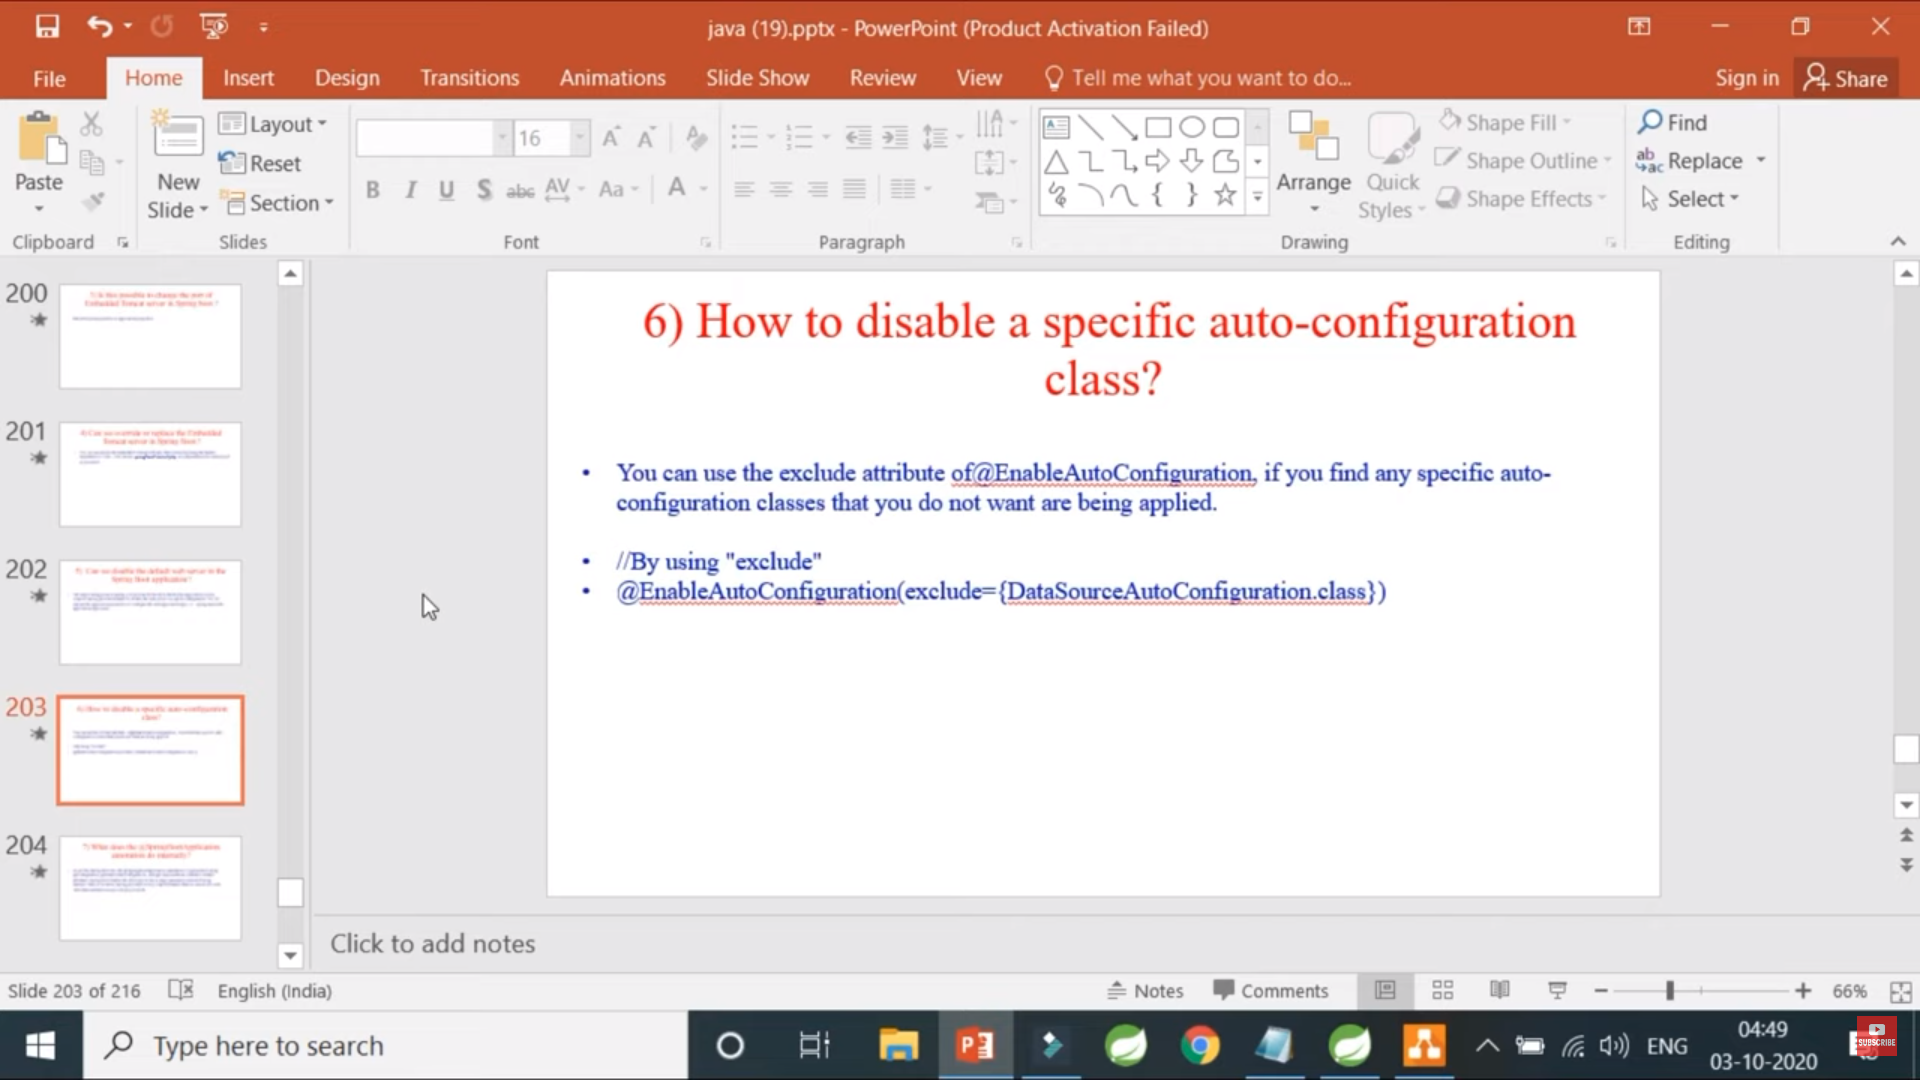 java (19).pptx - PowerPoint (Product Activation Failed)
File Home Insert Design Transitions Animations Slide Show Review View Tell me what you want to do... Sign in Share
Paste
New Slide
Layout
Reset
Section
16
B I U S abc AV Aa A
Arrange
Quick Styles
Shape Fill
Shape Outline
Shape Effects
Find
Replace
Select
Clipboard Slides Font Paragraph Drawing Editing
200
201
202
203
204
6) How to disable a specific auto-configuration
class?
• You can use the exclude attribute of@EnableAutoConfiguration, if you find any specific auto-
configuration classes that you do not want are being applied.
• //By using "exclude"
• @EnableAutoConfiguration(exclude={DataSourceAutoConfiguration.class})
Click to add notes
Slide 203 of 216 English (India) Notes Comments 66%
Type here to search
ENG
04:49
03-10-2020
SUBSCRIBE